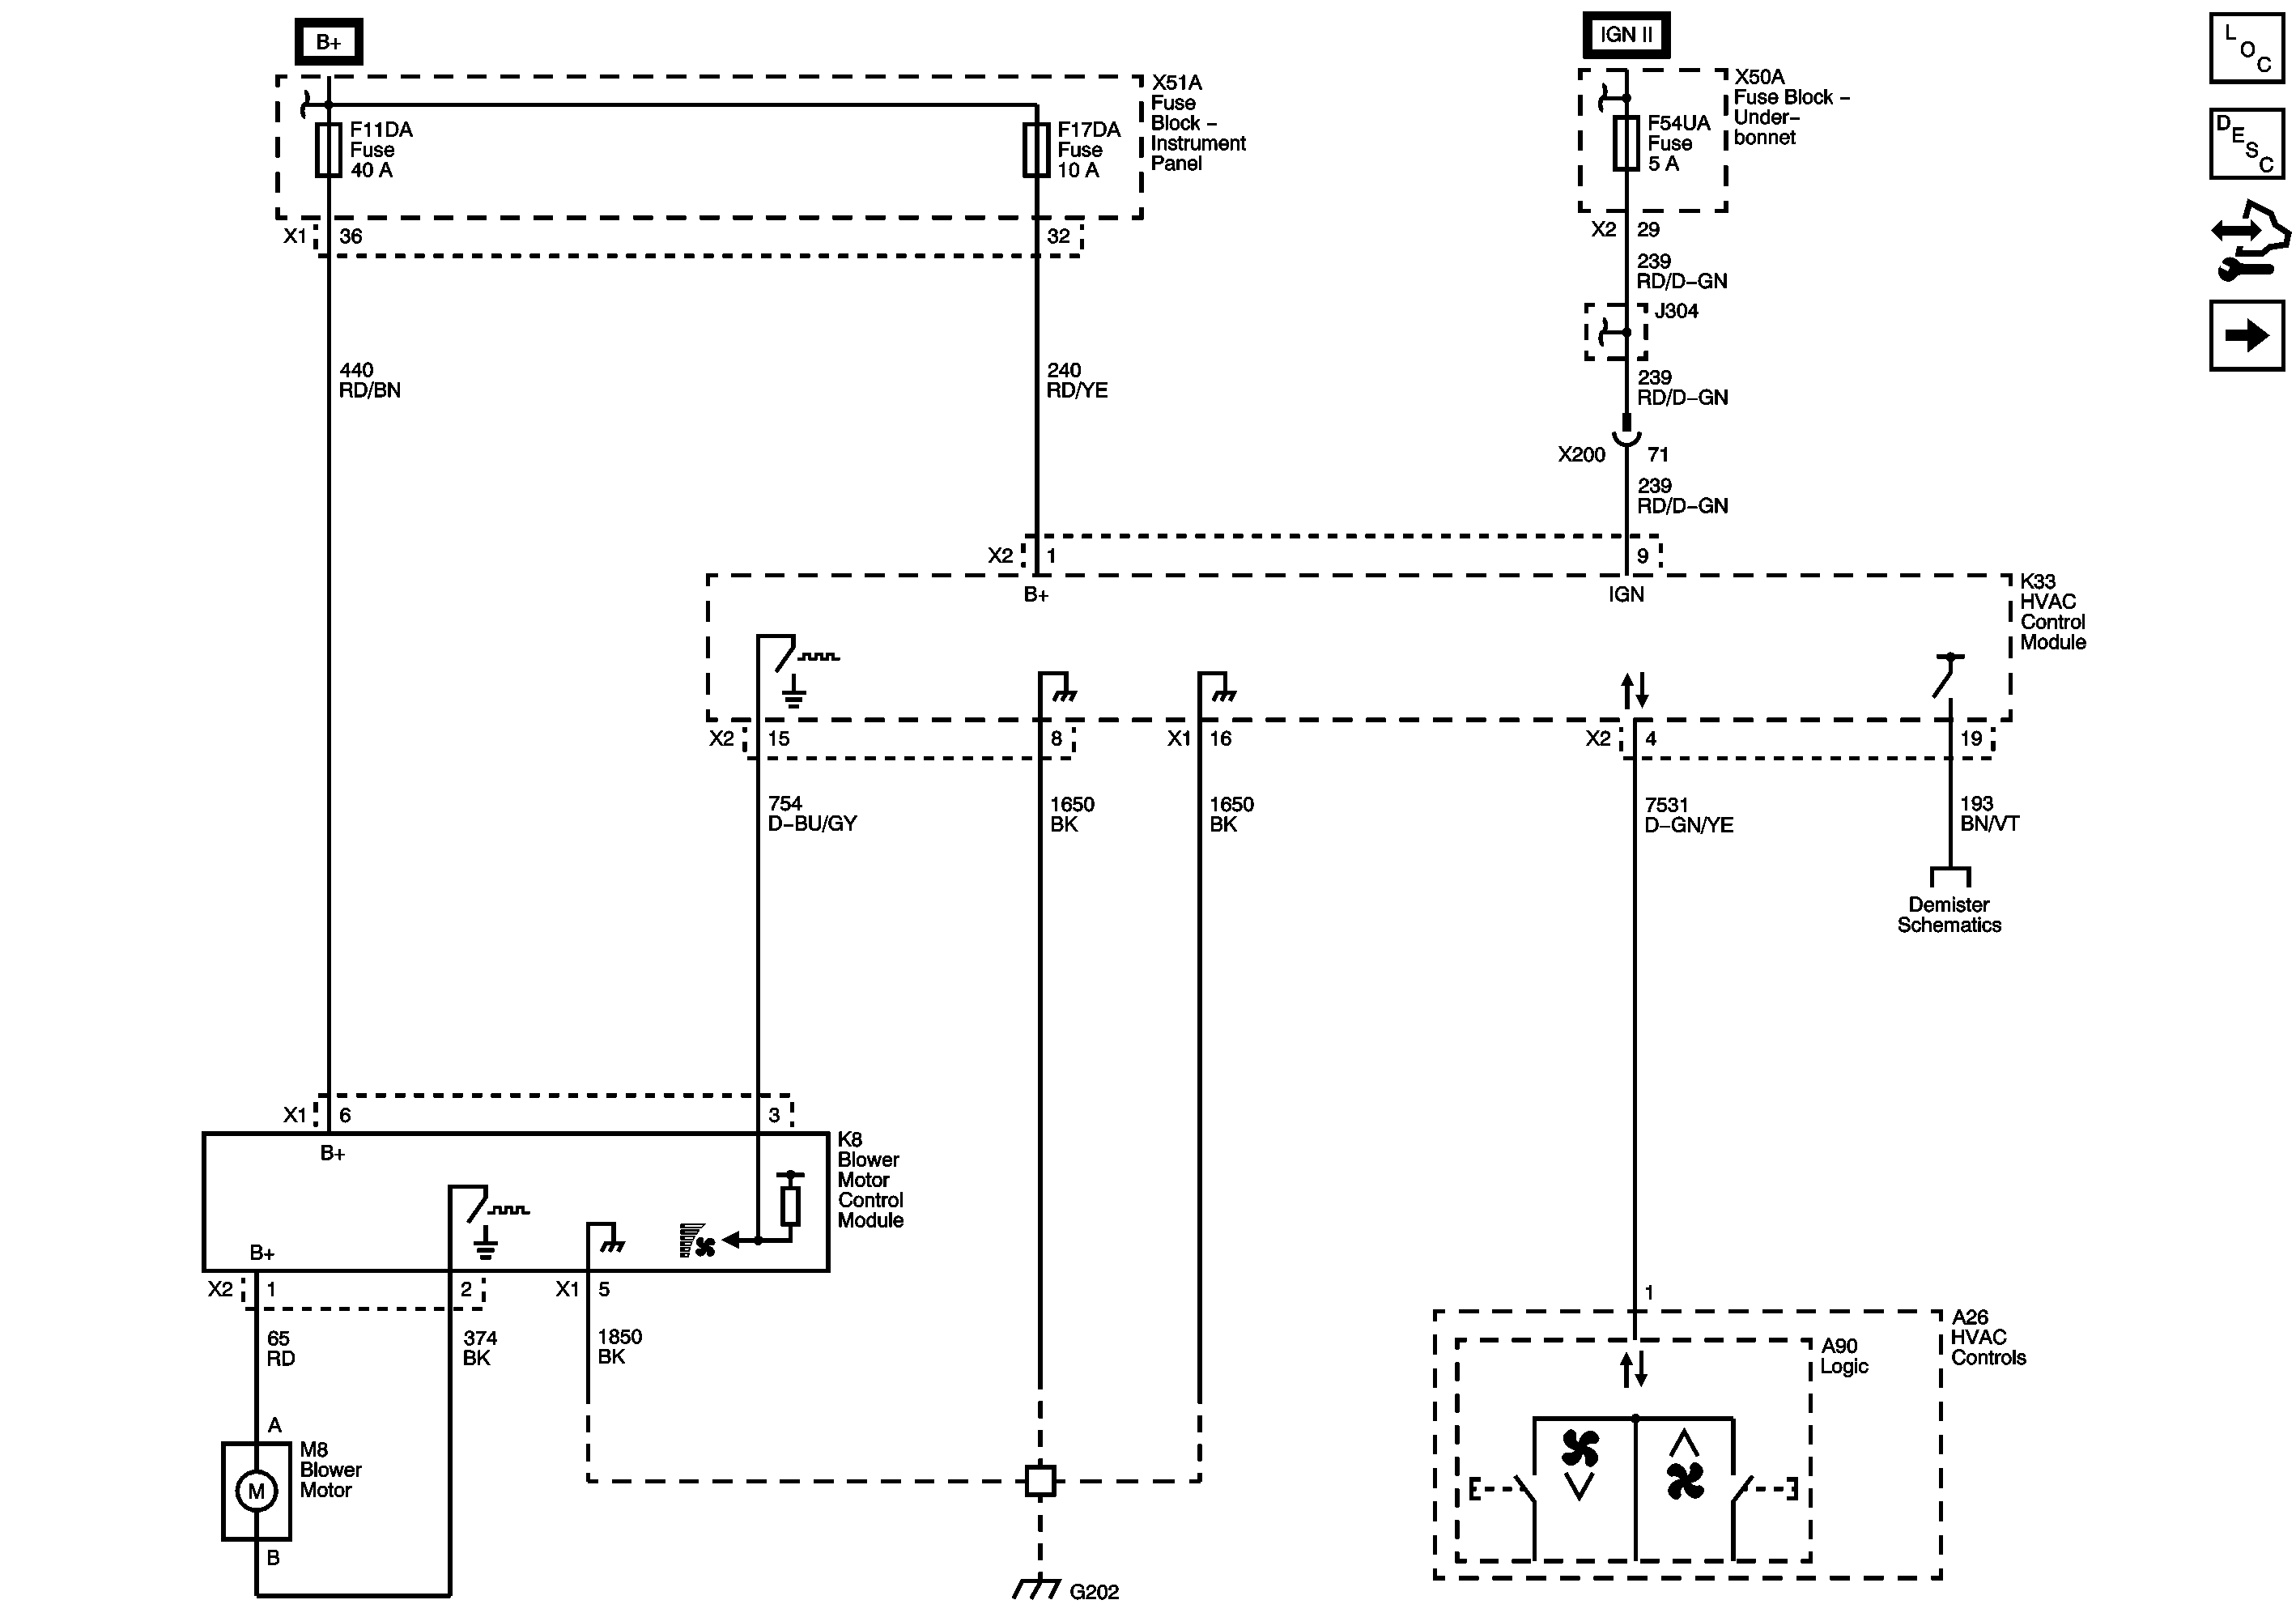 B+
IGN II
L
O
C
D
E
S
C
X51A
Fuse
Block –
Instrument
Panel
X50A
Fuse Block –
Under–
bonnet
F11DA
Fuse
40 A
F17DA
Fuse
10 A
F54UA
Fuse
5 A
X1 36
32
X2 29
239
RD/D–GN
J304
440
RD/BN
240
RD/YE
239
RD/D–GN
X200 71
239
RD/D–GN
X2 1
9
B+
IGN
K33
HVAC
Control
Module
X2 15
8
X1 16
X2 4
19
754
D–BU/GY
1650
BK
1650
BK
7531
D–GN/YE
193
BN/VT
Demister
Schematics
X1 6
3
B+
K8
Blower
Motor
Control
Module
B+
X2 1
2
X1 5
1
65
RD
374
BK
1850
BK
A26
HVAC
Controls
A90
Logic
A
M8
Blower
Motor
M
B
G202